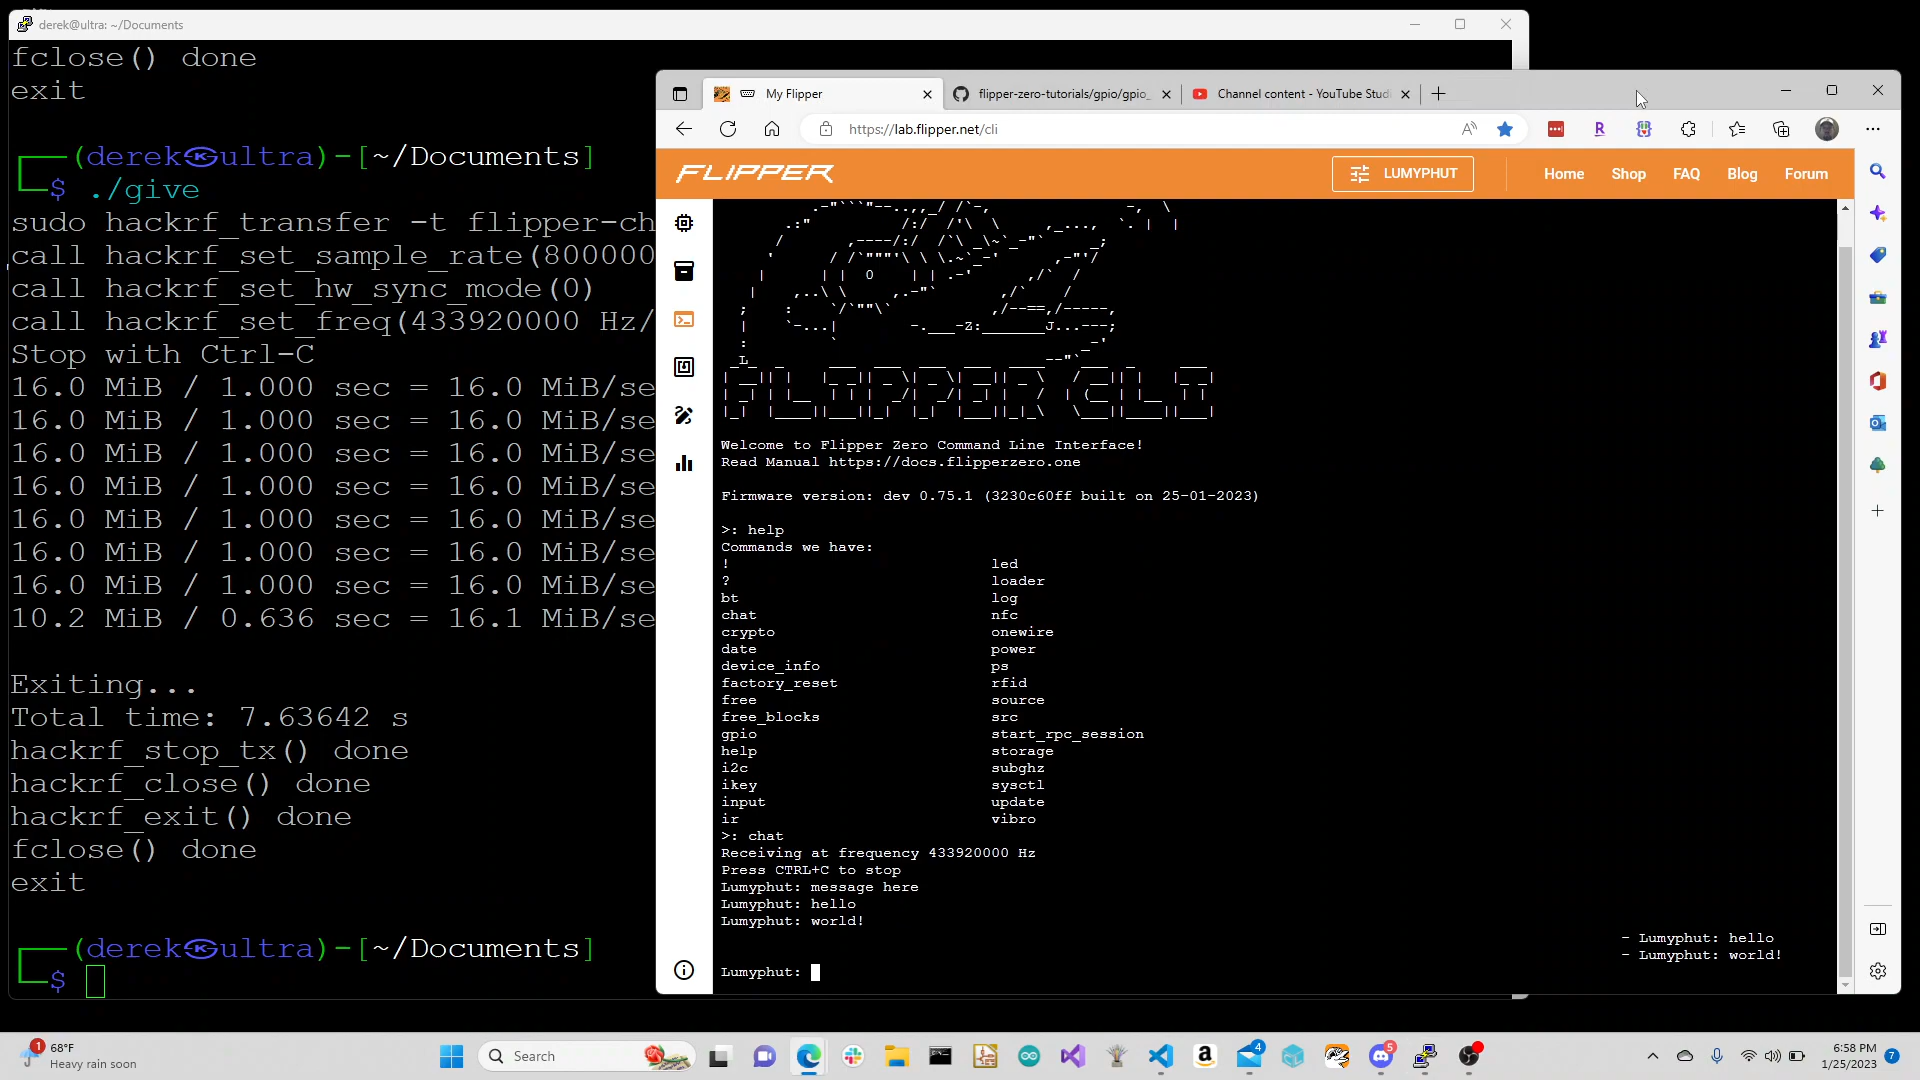 derek@ultra: ~/Documents
fclose() done
exit
(derek㉿ultra)-[~/Documents]
$ ./give
sudo hackrf_transfer -t flipper-ch
call hackrf_set_sample_rate(800000
call hackrf_set_hw_sync_mode(0)
call hackrf_set_freq(433920000 Hz/
Stop with Ctrl-C
16.0 MiB / 1.000 sec = 16.0 MiB/se
16.0 MiB / 1.000 sec = 16.0 MiB/se
16.0 MiB / 1.000 sec = 16.0 MiB/se
16.0 MiB / 1.000 sec = 16.0 MiB/se
16.0 MiB / 1.000 sec = 16.0 MiB/se
16.0 MiB / 1.000 sec = 16.0 MiB/se
16.0 MiB / 1.000 sec = 16.0 MiB/se
10.2 MiB / 0.636 sec = 16.1 MiB/se
Exiting...
Total time: 7.63642 s
hackrf_stop_tx() done
hackrf_close() done
hackrf_exit() done
fclose() done
exit
(derek㉿ultra)-[~/Documents]
$
My Flipper
flipper-zero-tutorials/gpio/gpio_
Channel content - YouTube Studi
https://lab.flipper.net/cli
FLIPPER
LUMYPHUT
Home Shop FAQ Blog Forum
FLIPPER CLI
Welcome to Flipper Zero Command Line Interface!
Read Manual https://docs.flipperzero.one
Firmware version: dev 0.75.1 (3230c60ff built on 25-01-2023)
>: help
Commands we have:
! led
? loader
bt log
chat nfc
crypto onewire
date power
device_info ps
factory_reset rfid
free source
free_blocks src
gpio start_rpc_session
help storage
i2c subghz
ikey sysctl
input update
ir vibro
>: chat
Receiving at frequency 433920000 Hz
Press CTRL+C to stop
Lumyphut: message here
Lumyphut: hello
Lumyphut: world!
- Lumyphut: hello
- Lumyphut: world!
Lumyphut:
1
68°F
Heavy rain soon
Search
4
5
6:58 PM
1/25/2023
7